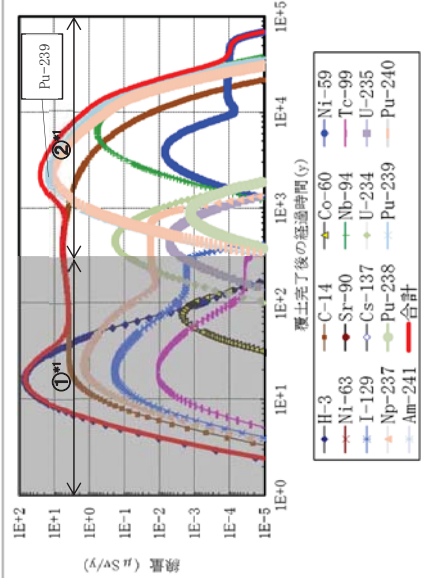 線量（μSv/y）
1E+2
1E+1
1E+0
1E-1
1E-2
1E-3
1E-4
1E-5
①*1
②*1
Pu-239
1E+0
1E+1
1E+2
1E+3
1E+4
1E+5
覆土完了後の経過時間(y)
H-3
C-14
Co-60
Ni-59
Ni-63
Sr-90
Nb-94
Tc-99
I-129
Cs-137
U-234
U-235
Np-237
Pu-238
Pu-239
Pu-240
Am-241
合計